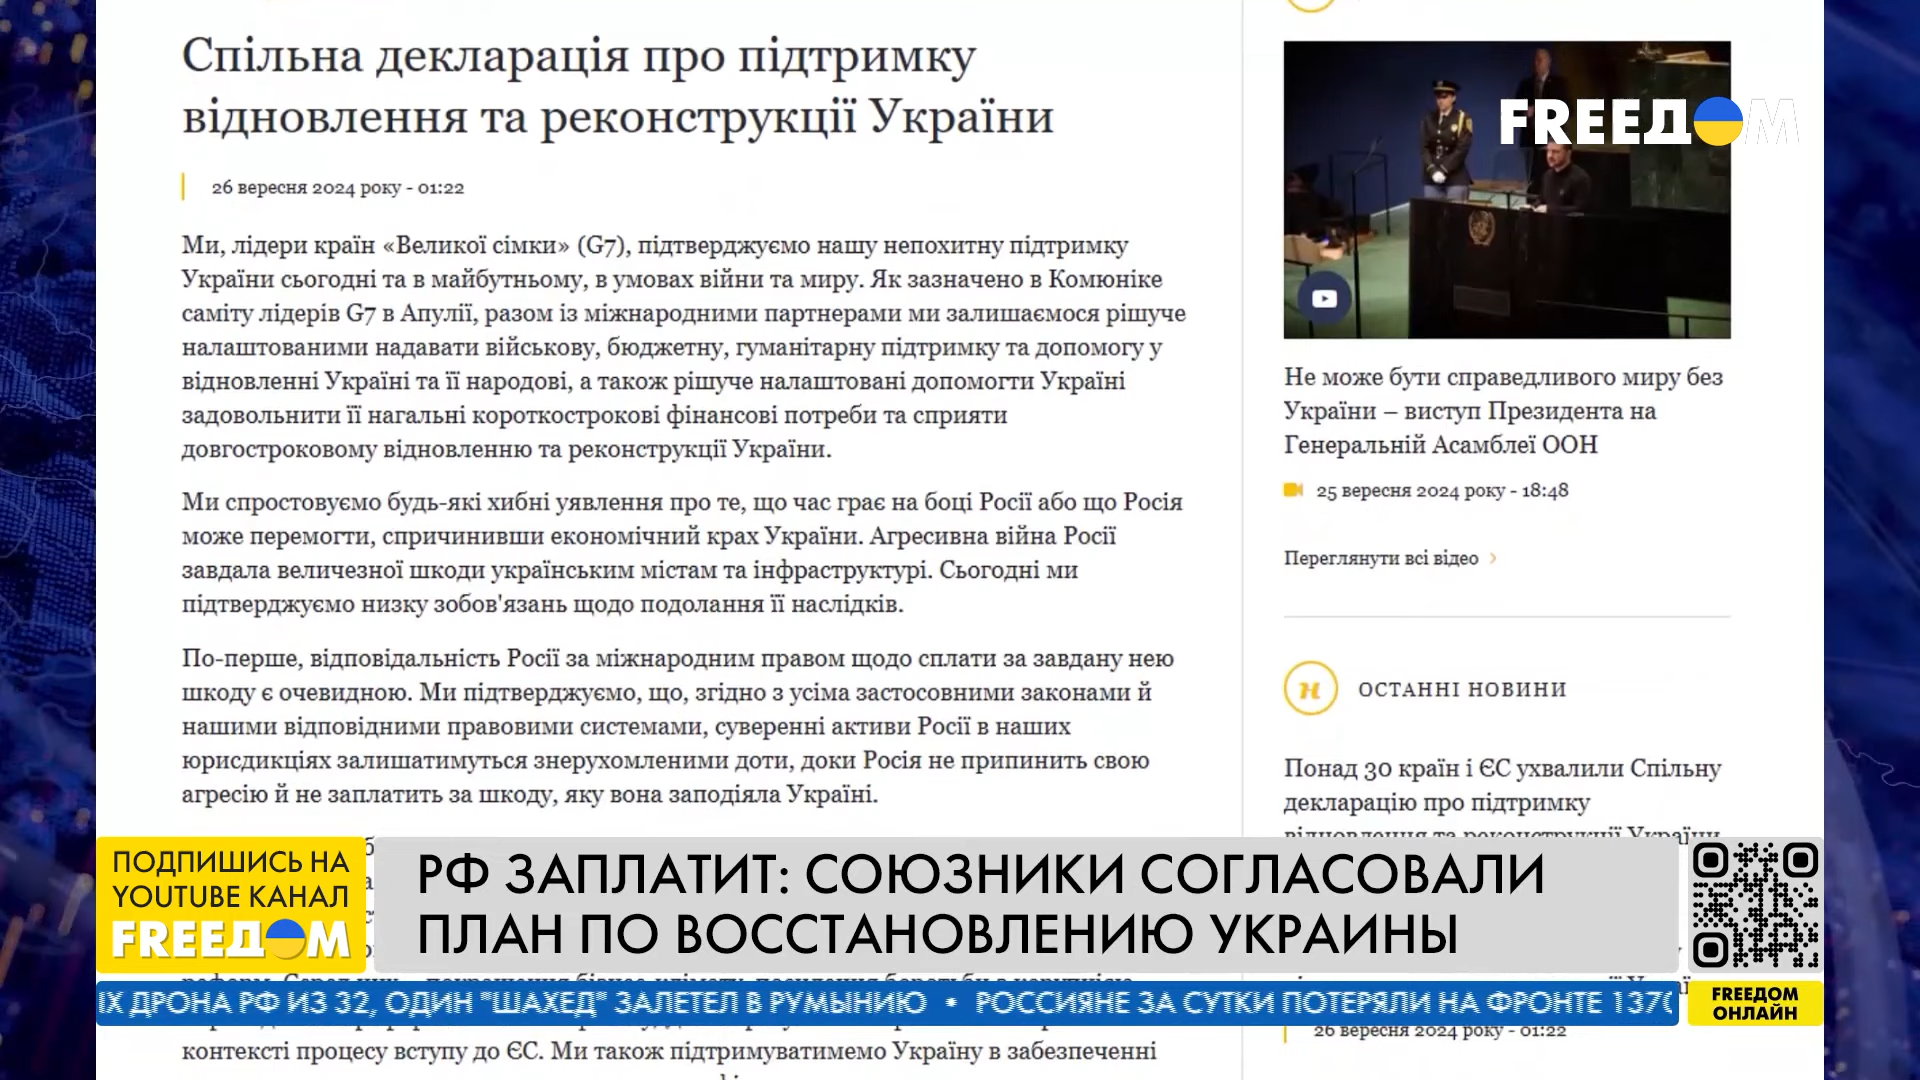 Спільна декларація про підтримку
відновлення та реконструкції України
26 вересня 2024 року - 01:22
Ми, лідери країн «Великої сімки» (G7), підтверджуємо нашу непохитну підтримку
України сьогодні та в майбутньому, в умовах війни та миру. Як зазначено в Комюніке
саміту лідерів G7 в Апулії, разом із міжнародними партнерами ми залишаємося рішуче
налаштованими надавати військову, бюджетну, гуманітарну підтримку та допомогу у
відновленні Україні та її народові, а також рішуче налаштовані допомогти Україні
задовольнити її нагальні короткострокові фінансові потреби та сприяти
довгостроковому відновленню та реконструкції України.
Ми спростовуємо будь-які хибні уявлення про те, що час грає на боці Росії або що Росія
може перемогти, спричинивши економічний крах України. Агресивна війна Росії
завдала величезної шкоди українським містам та інфраструктурі. Сьогодні ми
підтверджуємо низку зобов'язань щодо подолання її наслідків.
По-перше, відповідальність Росії за міжнародним правом щодо сплати за завдану нею
шкоду є очевидною. Ми підтверджуємо, що, згідно з усіма застосовними законами й
нашими відповідними правовими системами, суверенні активи Росії в наших
юрисдикціях залишатимуться знерухомленими доти, доки Росія не припинить свою
агресію й не заплатить за шкоду, яку вона заподіяла Україні.
контексті процесу вступу до ЄС. Ми також підтримуватимемо Україну в забезпеченні
FREEДOM
Не може бути справедливого миру без
України – виступ Президента на
Генеральній Асамблеї ООН
25 вересня 2024 року - 18:48
Переглянути всі відео
н ОСТАННІ НОВИНИ
Понад 30 країн і ЄС ухвалили Спільну
декларацію про підтримку
відновлення та реконструкції України
26 вересня 2024 року - 01:22
ПОДПИШИСЬ НА
YOUTUBE КАНАЛ
FREEДOM
РФ ЗАПЛАТИТ: СОЮЗНИКИ СОГЛАСОВАЛИ
ПЛАН ПО ВОССТАНОВЛЕНИЮ УКРАИНЫ
ИХ ДРОНА РФ ИЗ 32, ОДИН "ШАХЕД" ЗАЛЕТЕЛ В РУМЫНИЮ • РОССИЯНЕ ЗА СУТКИ ПОТЕРЯЛИ НА ФРОНТЕ 137
FREEДОМ
ОНЛАЙН